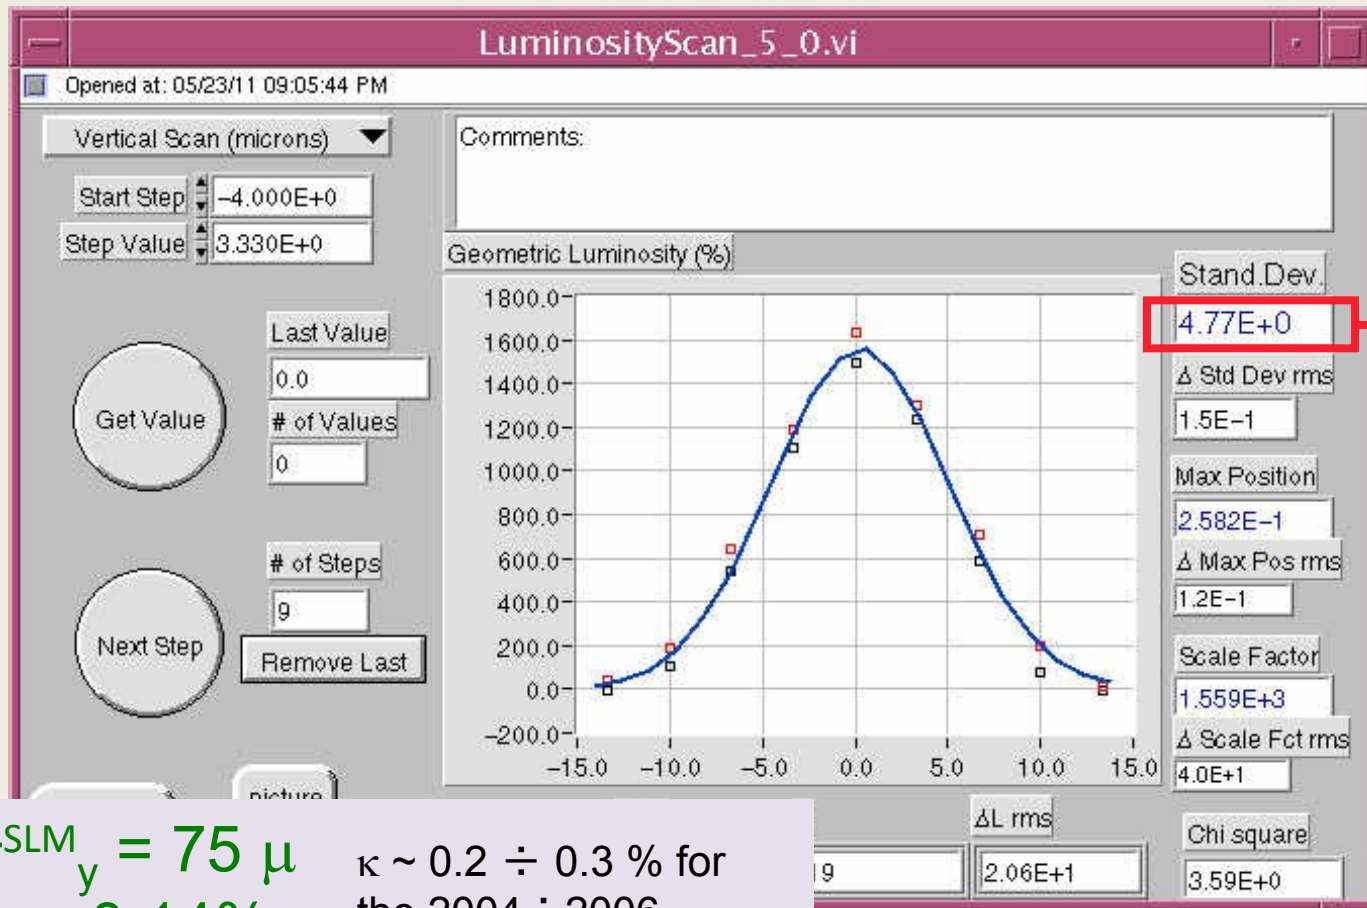 LuminosityScan_5_0.vi
Opened at: 05/23/11 09:05:44 PM
Vertical Scan (microns)
Start Step -4.000E+0
Step Value 3.330E+0
Comments:
Get Value
Last Value
0.0
# of Values
0
Next Step
# of Steps
9
Remove Last
picture
Geometric Luminosity (%)
1800.0
1600.0
1400.0
1200.0
1000.0
800.0
600.0
400.0
200.0
0.0
-200.0
-15.0 -10.0 -5.0 0.0 5.0 10.0 15.0
Stand.Dev.
4.77E+0
Δ Std Dev rms
1.5E-1
Max Position
2.582E-1
Δ Max Pos rms
1.2E-1
Scale Factor
1.559E+3
Δ Scale Fct rms
4.0E+1
ΔL rms
2.06E+1
Chi square
3.59E+0
SLM y = 75 μ
κ ~ 0.2 ÷ 0.3 % for